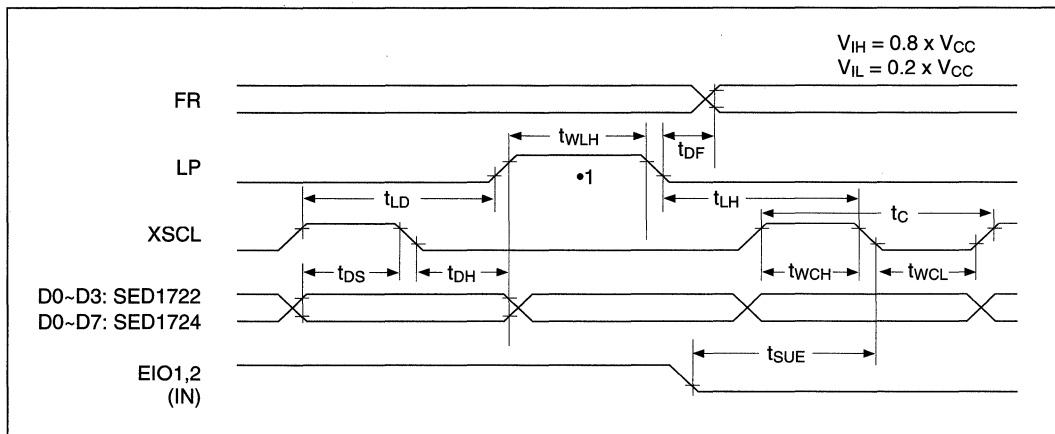 V_IH = 0.8 x V_CC
V_IL = 0.2 x V_CC
FR
t_WLH
t_DF
LP
•1
t_LD
t_LH
t_C
XSCL
t_DS
t_DH
t_WCH
t_WCL
D0~D3: SED1722
D0~D7: SED1724
t_SUE
EIO1,2
(IN)